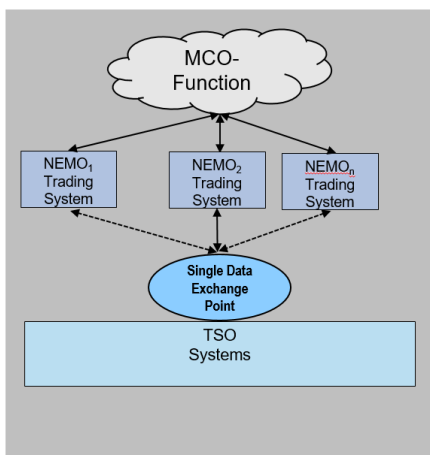 MCO-
Function
NEMO₁
Trading
System
NEMO₂
Trading
System
NEMOₙ
Trading
System
Single Data
Exchange
Point
TSO
Systems